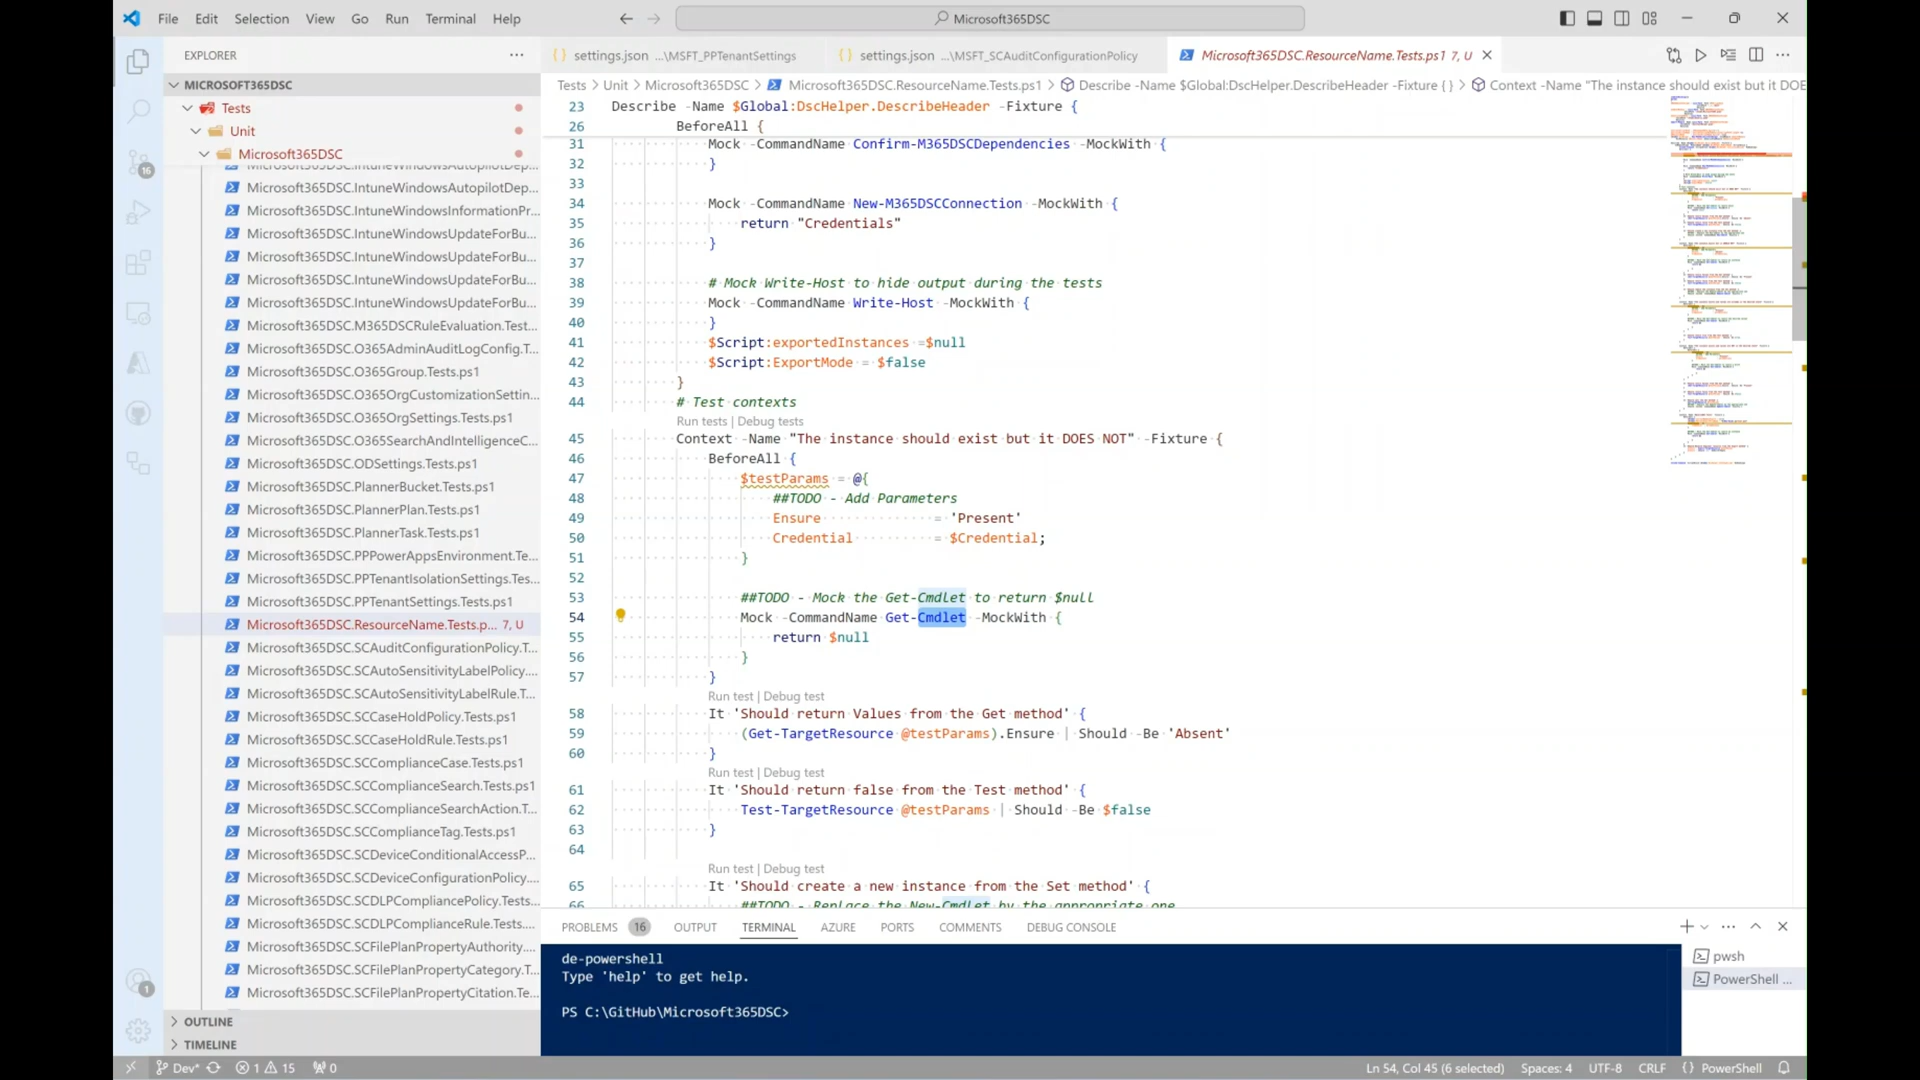 File Edit Selection View Go Run Terminal Help
Microsoft365DSC
EXPLORER
MICROSOFT365DSC
Tests
Unit
Microsoft365DSC
Microsoft365DSC.IntuneWindowsAutopilotDep...
Microsoft365DSC.IntuneWindowsAutopilotDep...
Microsoft365DSC.IntuneWindowsInformationPr...
Microsoft365DSC.IntuneWindowsUpdateForBu...
Microsoft365DSC.IntuneWindowsUpdateForBu...
Microsoft365DSC.IntuneWindowsUpdateForBu...
Microsoft365DSC.IntuneWindowsUpdateForBu...
Microsoft365DSC.M365DSCRuleEvaluation.Test...
Microsoft365DSC.O365AdminAuditLogConfig.T...
Microsoft365DSC.O365Group.Tests.ps1
Microsoft365DSC.O365OrgCustomizationSettin...
Microsoft365DSC.O365OrgSettings.Tests.ps1
Microsoft365DSC.O365SearchAndIntelligenceC...
Microsoft365DSC.ODSettings.Tests.ps1
Microsoft365DSC.PlannerBucket.Tests.ps1
Microsoft365DSC.PlannerPlan.Tests.ps1
Microsoft365DSC.PlannerTask.Tests.ps1
Microsoft365DSC.PPPowerAppsEnvironment.Te...
Microsoft365DSC.PPTenantIsolationSettings.Tes...
Microsoft365DSC.PPTenantSettings.Tests.ps1
Microsoft365DSC.ResourceName.Tests.p... 7, U
Microsoft365DSC.SCAuditConfigurationPolicy.T...
Microsoft365DSC.SCAutoSensitivityLabelPolicy....
Microsoft365DSC.SCAutoSensitivityLabelRule.T...
Microsoft365DSC.SCCaseHoldPolicy.Tests.ps1
Microsoft365DSC.SCCaseHoldRule.Tests.ps1
Microsoft365DSC.SCComplianceCase.Tests.ps1
Microsoft365DSC.SCComplianceSearch.Tests.ps1
Microsoft365DSC.SCComplianceSearchAction.T...
Microsoft365DSC.SCComplianceTag.Tests.ps1
Microsoft365DSC.SCDeviceConditionalAccessP...
Microsoft365DSC.SCDeviceConfigurationPolicy....
Microsoft365DSC.SCDLPCompliancePolicy.Tests....
Microsoft365DSC.SCDLPComplianceRule.Tests....
Microsoft365DSC.SCFilePlanPropertyAuthority....
Microsoft365DSC.SCFilePlanPropertyCategory.T...
Microsoft365DSC.SCFilePlanPropertyCitation.Te...
OUTLINE
TIMELINE
16
1
settings.json ...\MSFT_PPTenantSettings
settings.json ...\MSFT_SCAuditConfigurationPolicy
Microsoft365DSC.ResourceName.Tests.ps1 7, U
Tests > Unit > Microsoft365DSC > Microsoft365DSC.ResourceName.Tests.ps1 > Describe -Name $Global:DscHelper.DescribeHeader -Fixture { } > Context -Name "The instance should exist but it DOE
23 Describe -Name $Global:DscHelper.DescribeHeader -Fixture {
26 BeforeAll {
31 Mock -CommandName Confirm-M365DSCDependencies -MockWith {
32 }
33
34 Mock -CommandName New-M365DSCConnection -MockWith {
35 return "Credentials"
36 }
37
38 # Mock Write-Host to hide output during the tests
39 Mock -CommandName Write-Host -MockWith {
40 }
41 $Script:exportedInstances =$null
42 $Script:ExportMode = $false
43 }
44 # Test contexts
Run tests | Debug tests
45 Context -Name "The instance should exist but it DOES NOT" -Fixture {
46 BeforeAll {
47 $testParams = @{
48 ##TODO - Add Parameters
49 Ensure = 'Present'
50 Credential = $Credential;
51 }
52
53 ##TODO - Mock the Get-Cmdlet to return $null
54 Mock -CommandName Get-Cmdlet -MockWith {
55 return $null
56 }
57 }
Run test | Debug test
58 It 'Should return Values from the Get method' {
59 (Get-TargetResource @testParams).Ensure | Should -Be 'Absent'
60 }
Run test | Debug test
61 It 'Should return false from the Test method' {
62 Test-TargetResource @testParams | Should -Be $false
63 }
64
Run test | Debug test
65 It 'Should create a new instance from the Set method' {
66 ##TODO - Replace the New-Cmdlet by the appropriate one
PROBLEMS 16 OUTPUT TERMINAL AZURE PORTS COMMENTS DEBUG CONSOLE
de-powershell
Type 'help' to get help.
PS C:\GitHub\Microsoft365DSC>
pwsh
PowerShell ...
Dev* 1 15 0
Ln 54, Col 45 (6 selected) Spaces: 4 UTF-8 CRLF { } PowerShell